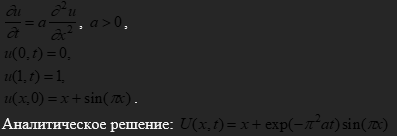 ∂u/∂t = a ∂²u/∂x², a > 0,
u(0,t) = 0,
u(1,t) = 1,
u(x,0) = x + sin(πx).
Аналитическое решение: U(x,t) = x + exp(−π²at)sin(πx)